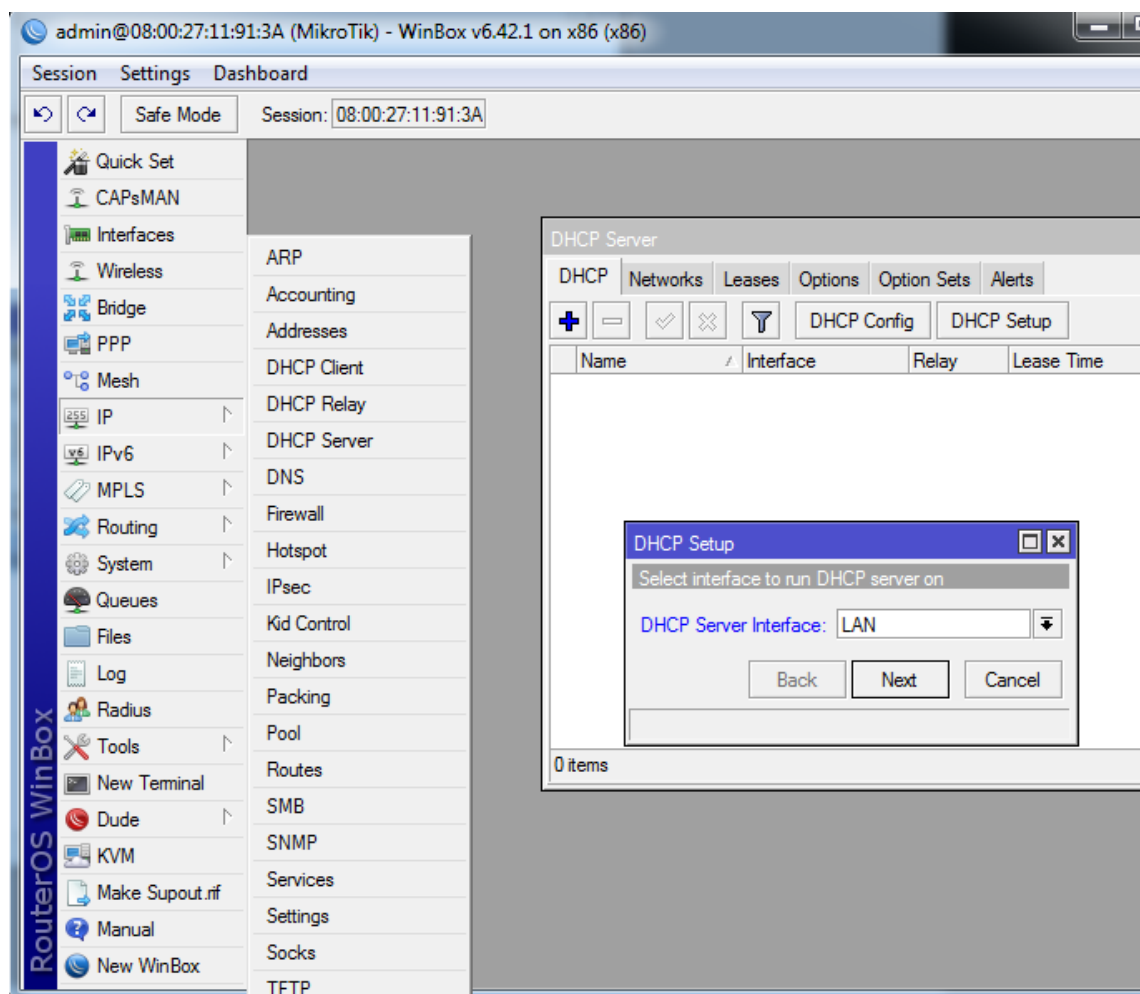 admin@08:00:27:11:91:3A (MikroTik) - WinBox v6.42.1 on x86 (x86)
Session Settings Dashboard
Safe Mode Session: 08:00:27:11:91:3A
RouterOS WinBox
Quick Set
CAPsMAN
Interfaces
Wireless
Bridge
PPP
Mesh
255 IP
v6 IPv6
MPLS
Routing
System
Queues
Files
Log
Radius
Tools
New Terminal
Dude
KVM
Make Supout.rif
Manual
New WinBox
ARP
Accounting
Addresses
DHCP Client
DHCP Relay
DHCP Server
DNS
Firewall
Hotspot
IPsec
Kid Control
Neighbors
Packing
Pool
Routes
SMB
SNMP
Services
Settings
Socks
TFTP
DHCP Server
DHCP Networks Leases Options Option Sets Alerts
DHCP Config DHCP Setup
Name Interface Relay Lease Time
DHCP Setup
Select interface to run DHCP server on
DHCP Server Interface: LAN
Back Next Cancel
0 items